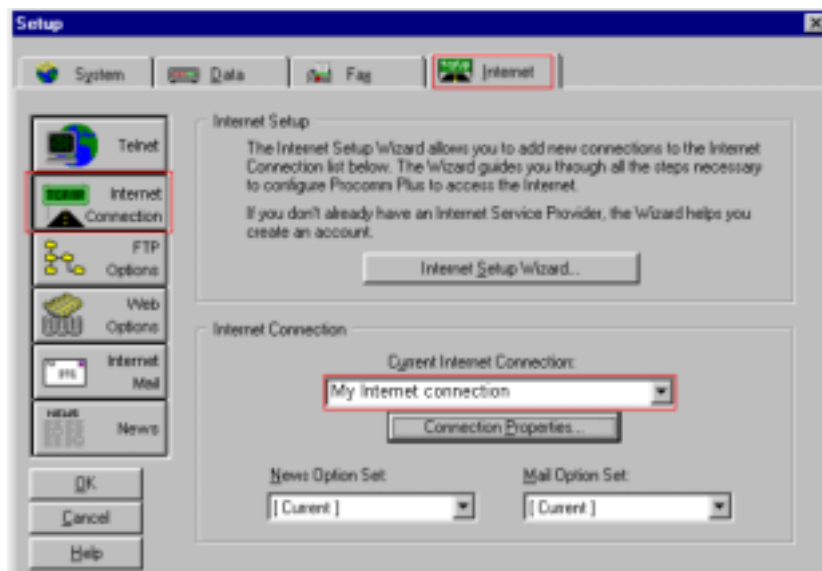 Setup
System
Data
Fax
Internet
Telnet
Internet
Connection
FTP
Options
Web
Options
Internet
Mail
NEWS
News
OK
Cancel
Help
Internet Setup
The Internet Setup Wizard allows you to add new connections to the Internet
Connection list below. The Wizard guides you through all the steps necessary
to configure Procomm Plus to access the Internet.
If you don't already have an Internet Service Provider, the Wizard helps you
create an account.
Internet Setup Wizard...
Internet Connection
Current Internet Connection:
My Internet connection
Connection Properties...
News Option Set:
Mail Option Set:
[ Current ]
[ Current ]